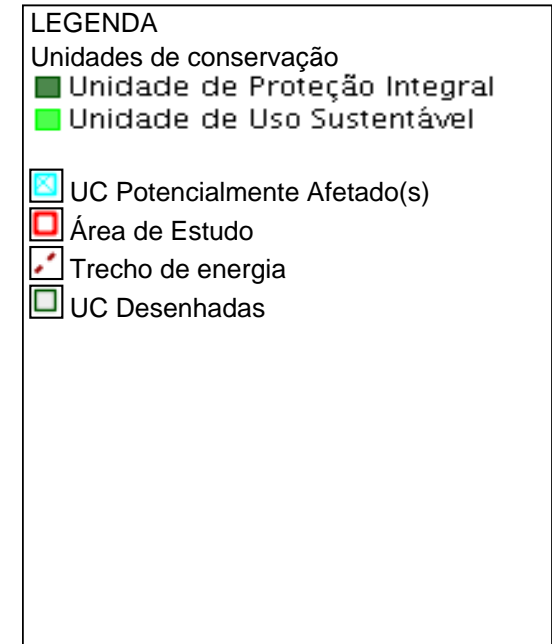 LEGENDA
Unidades de conservação
Unidade de Proteção Integral
Unidade de Uso Sustentável
UC Potencialmente Afetado(s)
Área de Estudo
Trecho de energia
UC Desenhadas